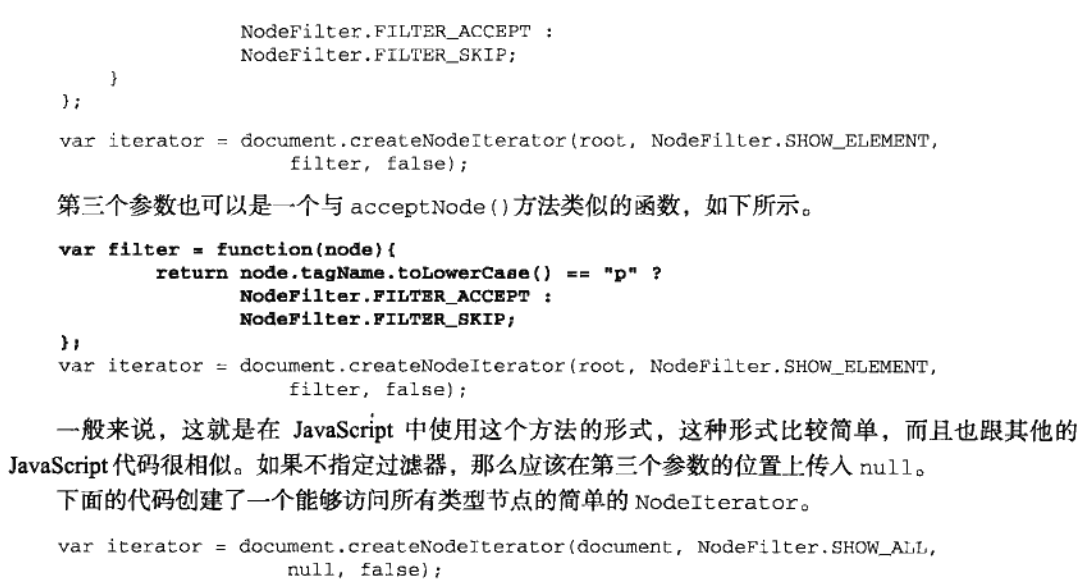 NodeFilter.FILTER_ACCEPT :
                NodeFilter.FILTER_SKIP;
    }
};
var iterator = document.createNodeIterator(root, NodeFilter.SHOW_ELEMENT,
                    filter, false);
第三个参数也可以是一个与 acceptNode()方法类似的函数，如下所示。
var filter = function(node){
        return node.tagName.toLowerCase() == "p" ?
                NodeFilter.FILTER_ACCEPT :
                NodeFilter.FILTER_SKIP;
};
var iterator = document.createNodeIterator(root, NodeFilter.SHOW_ELEMENT,
                    filter, false);
一般来说，这就是在 JavaScript 中使用这个方法的形式，这种形式比较简单，而且也跟其他的
JavaScript 代码很相似。如果不指定过滤器，那么应该在第三个参数的位置上传入 null。
下面的代码创建了一个能够访问所有类型节点的简单的 NodeIterator。
var iterator = document.createNodeIterator(document, NodeFilter.SHOW_ALL,
                    null, false);